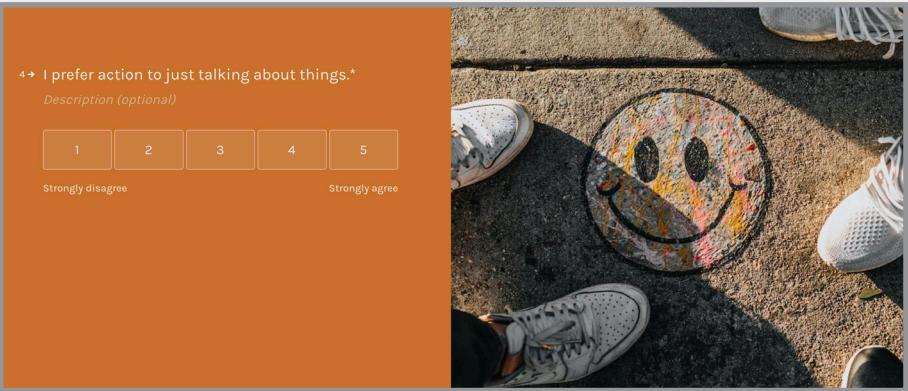 4→ I prefer action to just talking about things.*
Description (optional)
1 2 3 4 5
Strongly disagree Strongly agree